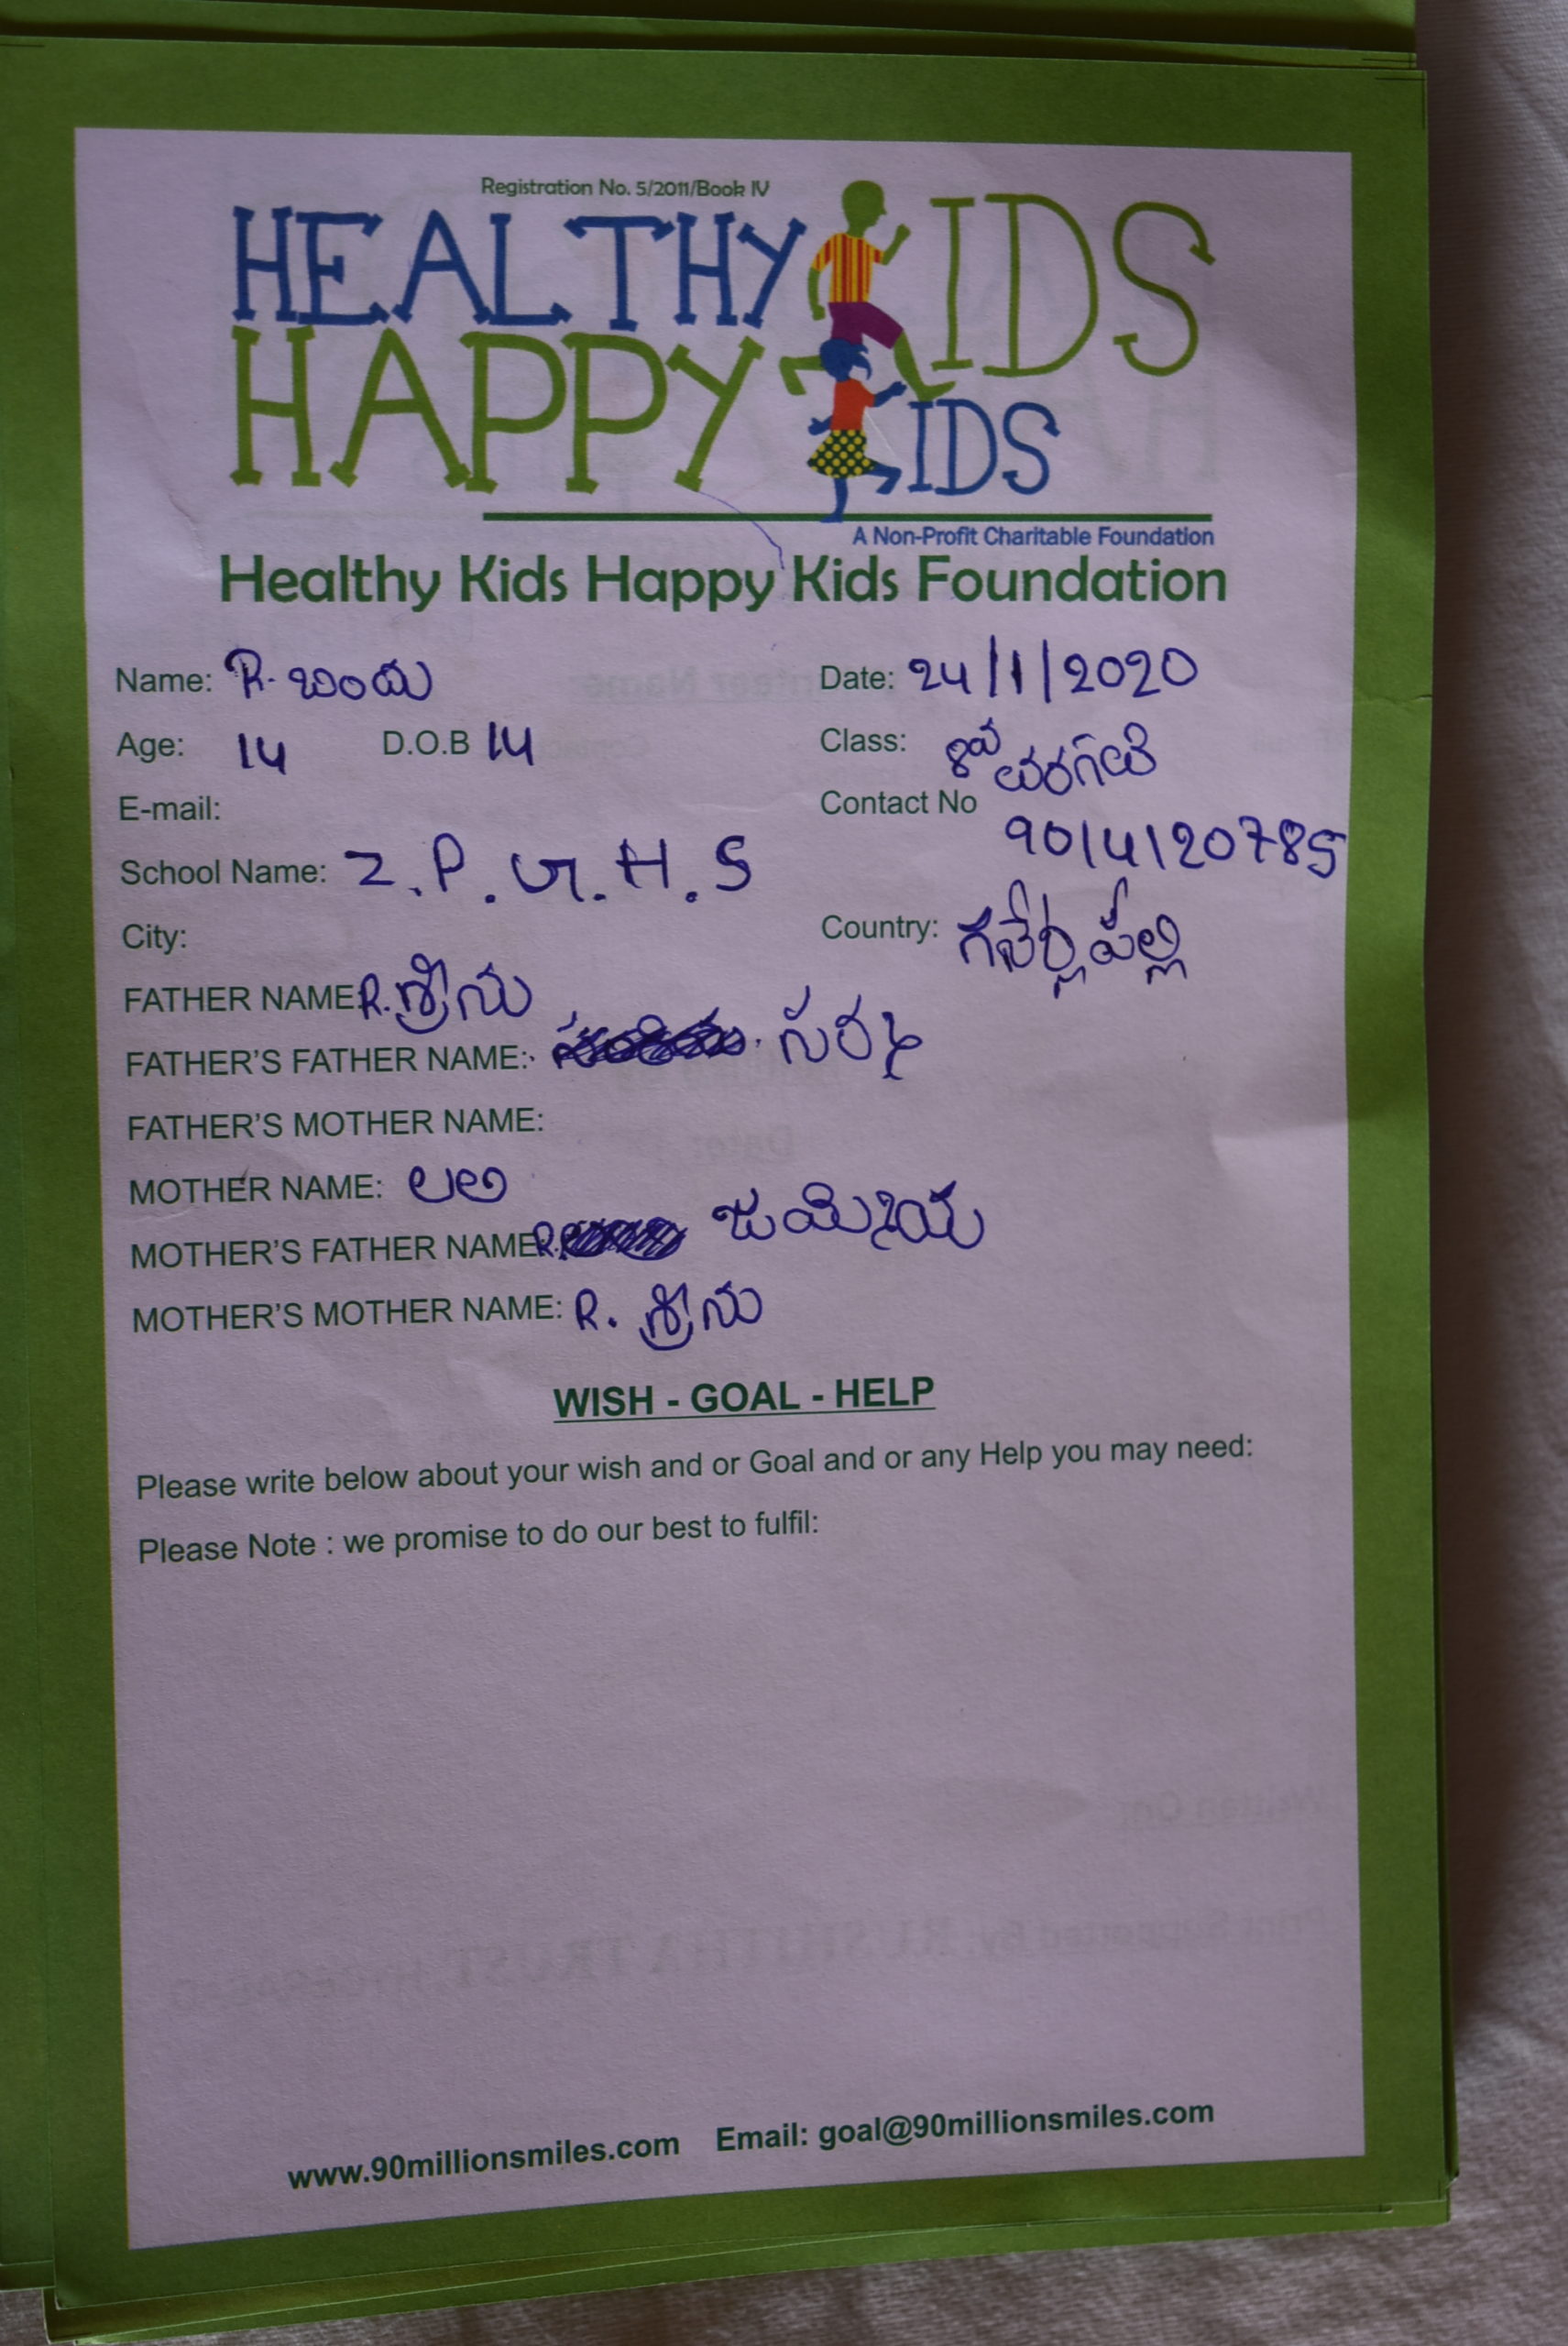 Registration No. 5/2011/Book IV
HEALTHY KIDS
HAPPY KIDS
A Non-Profit Charitable Foundation
Healthy Kids Happy Kids Foundation
Name: R. Date: 24/1/2020
Age: 14 D.O.B 14 Class: 8వ తరగతి
E-mail: Contact No 9014120785
School Name: Z.P.G.H.S
City: Country:
FATHER NAME: R. శ్రీను
FATHER'S FATHER NAME:
FATHER'S MOTHER NAME:
MOTHER NAME:
MOTHER'S FATHER NAME:
MOTHER'S MOTHER NAME: R. శ్రీను
WISH - GOAL - HELP
Please write below about your wish and or Goal and or any Help you may need:
Please Note : we promise to do our best to fulfil:
www.90millionsmiles.com Email: goal@90millionsmiles.com